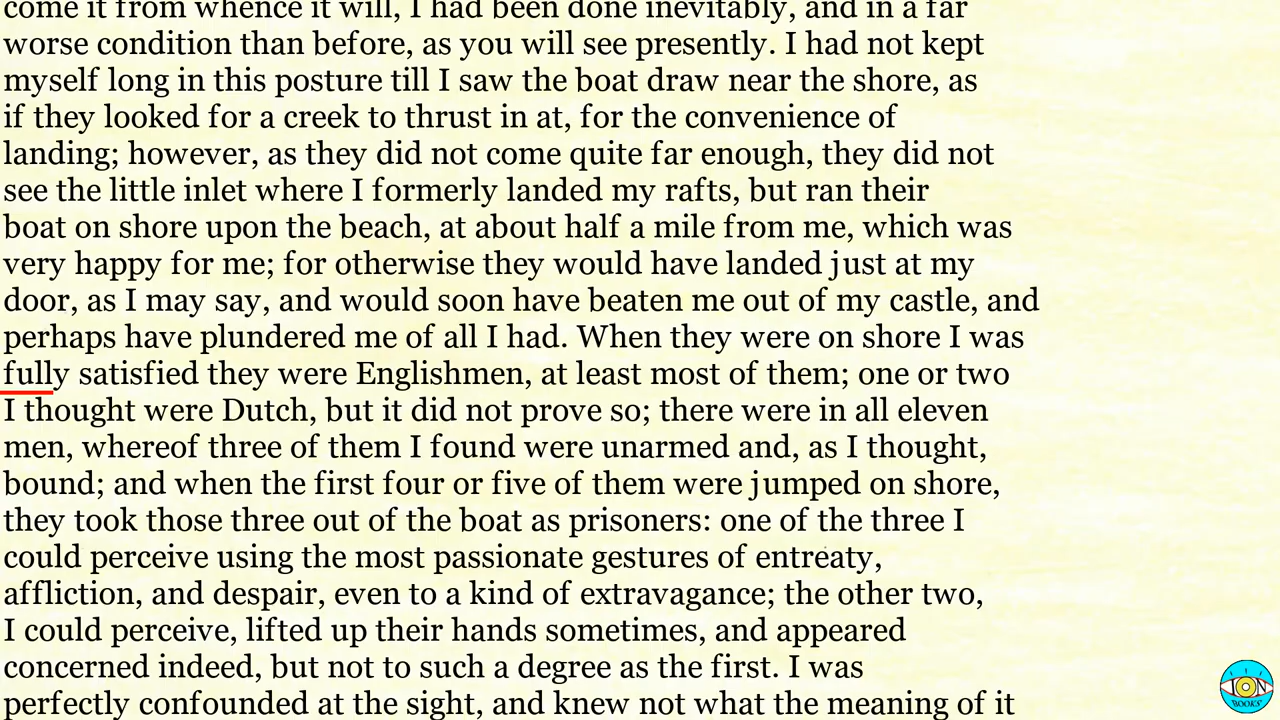 come it from whence it will, I had been done inevitably, and in a far
worse condition than before, as you will see presently. I had not kept
myself long in this posture till I saw the boat draw near the shore, as
if they looked for a creek to thrust in at, for the convenience of
landing; however, as they did not come quite far enough, they did not
see the little inlet where I formerly landed my rafts, but ran their
boat on shore upon the beach, at about half a mile from me, which was
very happy for me; for otherwise they would have landed just at my
door, as I may say, and would soon have beaten me out of my castle, and
perhaps have plundered me of all I had. When they were on shore I was
fully satisfied they were Englishmen, at least most of them; one or two
I thought were Dutch, but it did not prove so; there were in all eleven
men, whereof three of them I found were unarmed and, as I thought,
bound; and when the first four or five of them were jumped on shore,
they took those three out of the boat as prisoners: one of the three I
could perceive using the most passionate gestures of entreaty,
affliction, and despair, even to a kind of extravagance; the other two,
I could perceive, lifted up their hands sometimes, and appeared
concerned indeed, but not to such a degree as the first. I was
perfectly confounded at the sight, and knew not what the meaning of it
ION
BOOKS